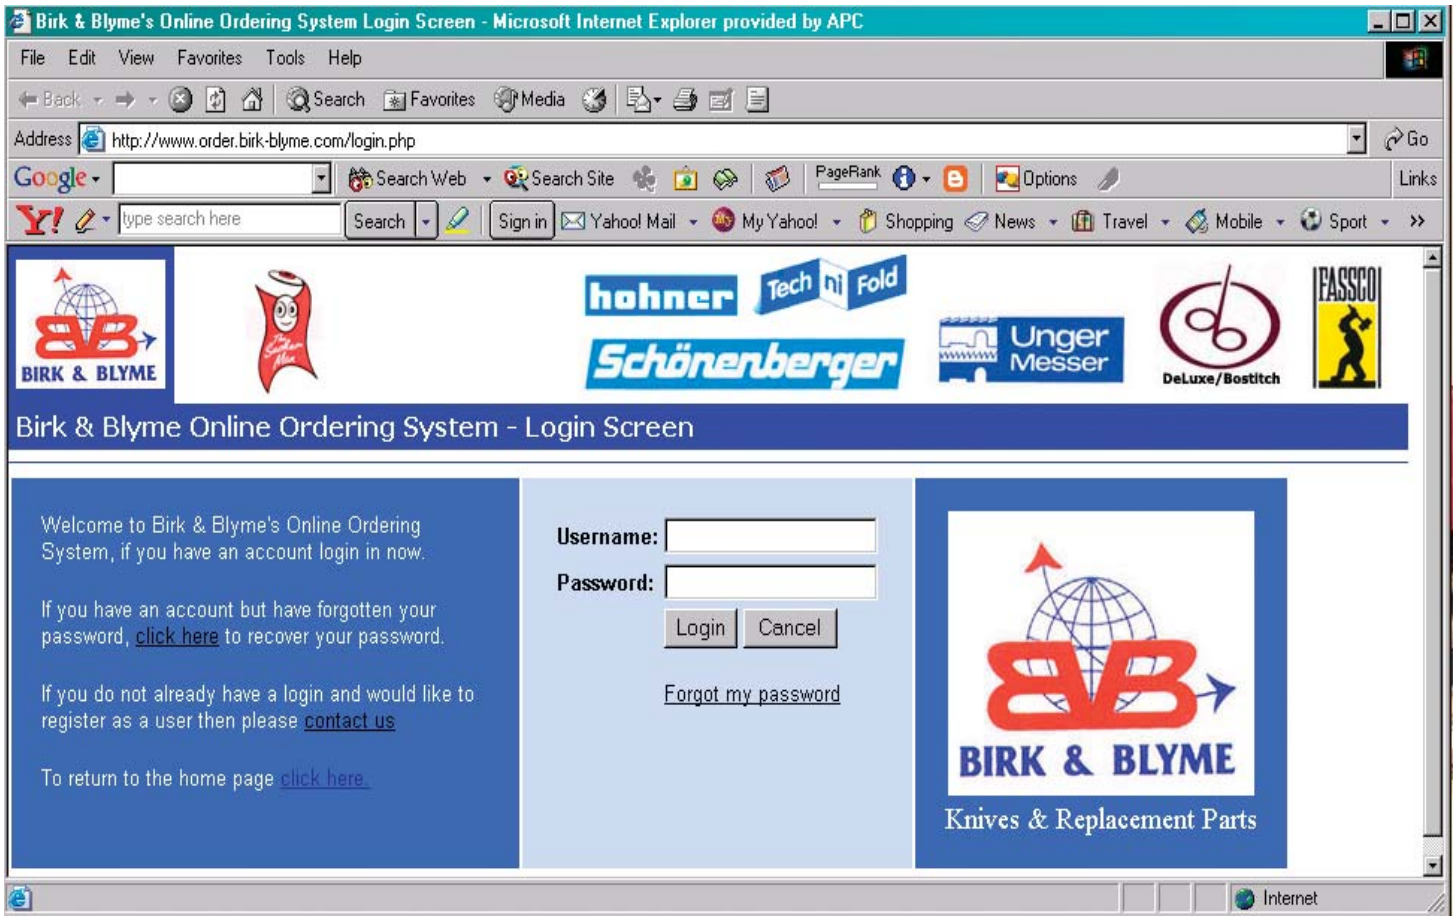 Birk & Blyme's Online Ordering System Login Screen - Microsoft Internet Explorer provided by APC
File Edit View Favorites Tools Help
Back Search Favorites Media
Address http://www.order.birk-blyme.com/login.php Go
Google Search Web Search Site PageRank Options Links
Y! type search here Search Sign in Yahoo! Mail My Yahoo! Shopping News Travel Mobile Sport >>
BIRK & BLYME
The Suction Man
hohner
Tech ni Fold
Schönenberger
Unger
Messer
DeLuxe/Bostitch
FASSCO
Birk & Blyme Online Ordering System - Login Screen
Welcome to Birk & Blyme's Online Ordering
System, if you have an account login in now.
If you have an account but have forgotten your
password, click here to recover your password.
If you do not already have a login and would like to
register as a user then please contact us
To return to the home page click here.
Username:
Password:
Login Cancel
Forgot my password
BIRK & BLYME
Knives & Replacement Parts
Internet